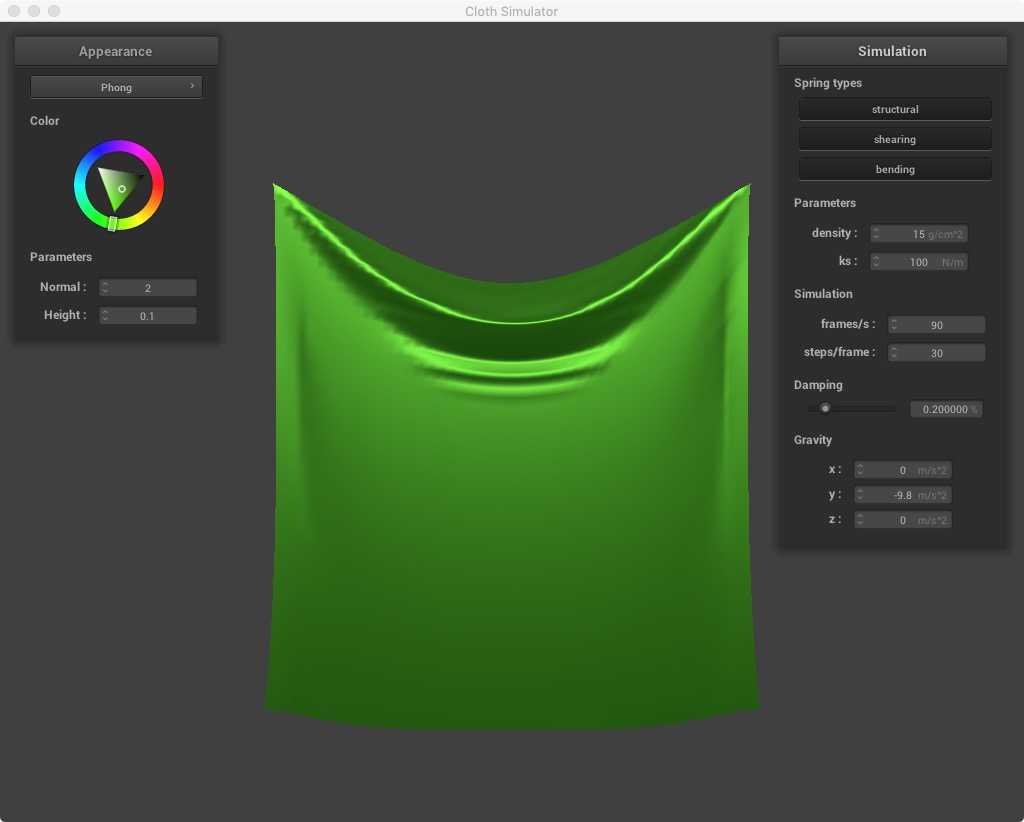 Cloth Simulator
Appearance
Phong
Color
Parameters
Normal : 2
Height : 0.1
Simulation
Spring types
structural
shearing
bending
Parameters
density : 15 g/cm^2
ks : 100 N/m
Simulation
frames/s : 90
steps/frame : 30
Damping
0.200000 %
Gravity
x : 0 m/s^2
y : -9.8 m/s^2
z : 0 m/s^2